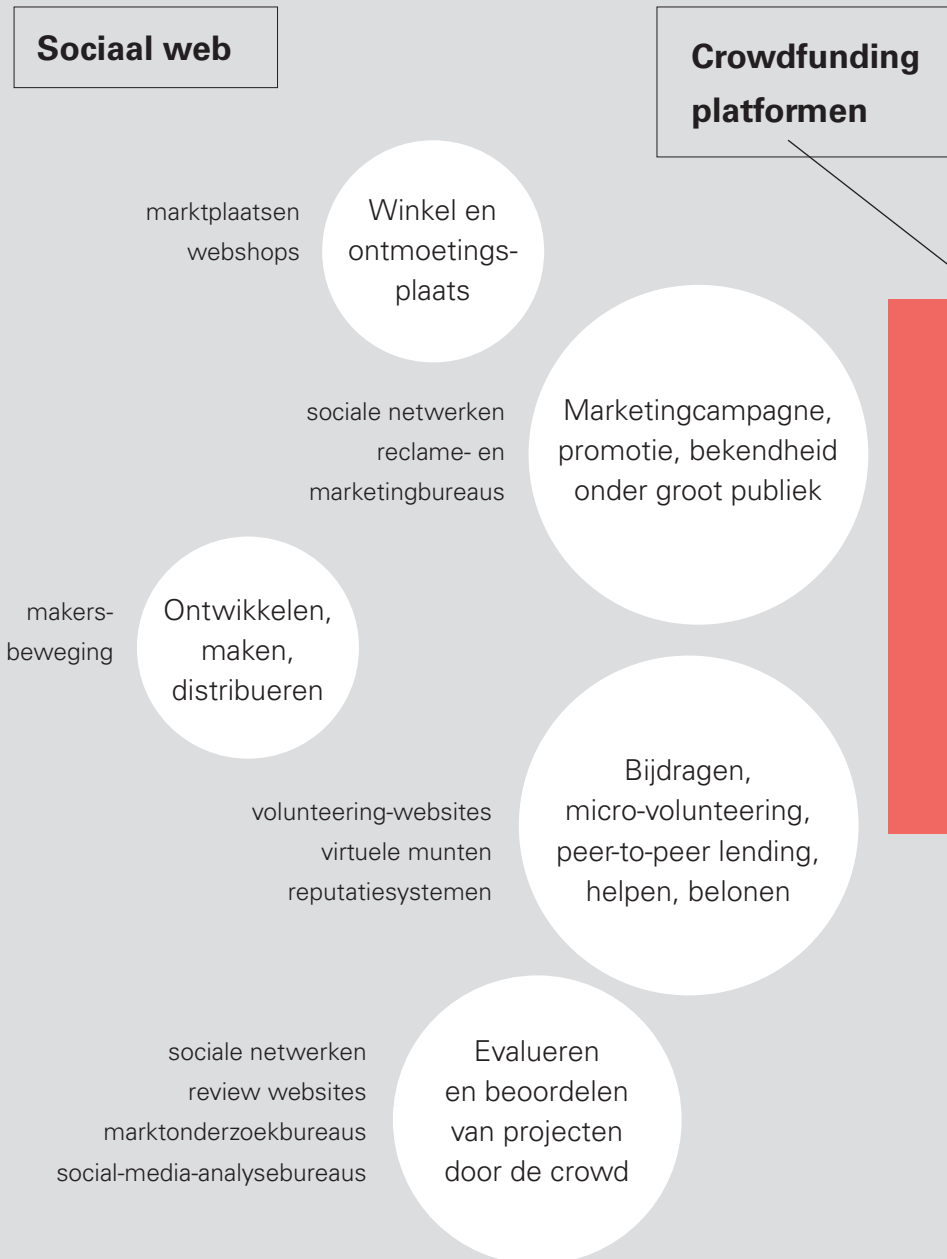 Sociaal web
Crowdfunding
platformen
marktplaatsen
webshops
Winkel en
ontmoetings-
plaats
sociale netwerken
reclame- en
marketingbureaus
Marketingcampagne,
promotie, bekendheid
onder groot publiek
makers-
beweging
Ontwikkelen,
maken,
distribueren
volunteering-websites
virtuele munten
reputatiesystemen
Bijdragen,
micro-volunteering,
peer-to-peer lending,
helpen, belonen
sociale netwerken
review websites
marktonderzoekbureaus
social-media-analysebureaus
Evalueren
en beoordelen
van projecten
door de crowd